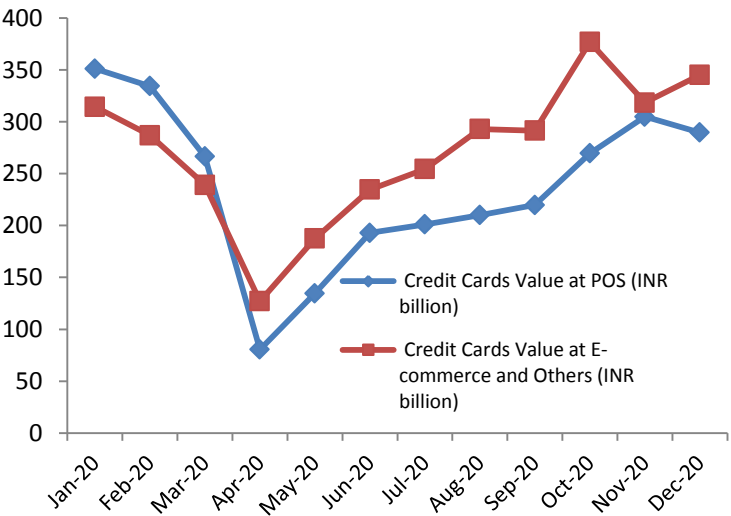 400
350
300
250
200
150
100
50
0
Credit Cards Value at POS (INR
billion)
Credit Cards Value at E-
commerce and Others (INR
billion)
Jan-20
Feb-20
Mar-20
Apr-20
May-20
Jun-20
Jul-20
Aug-20
Sep-20
Oct-20
Nov-20
Dec-20